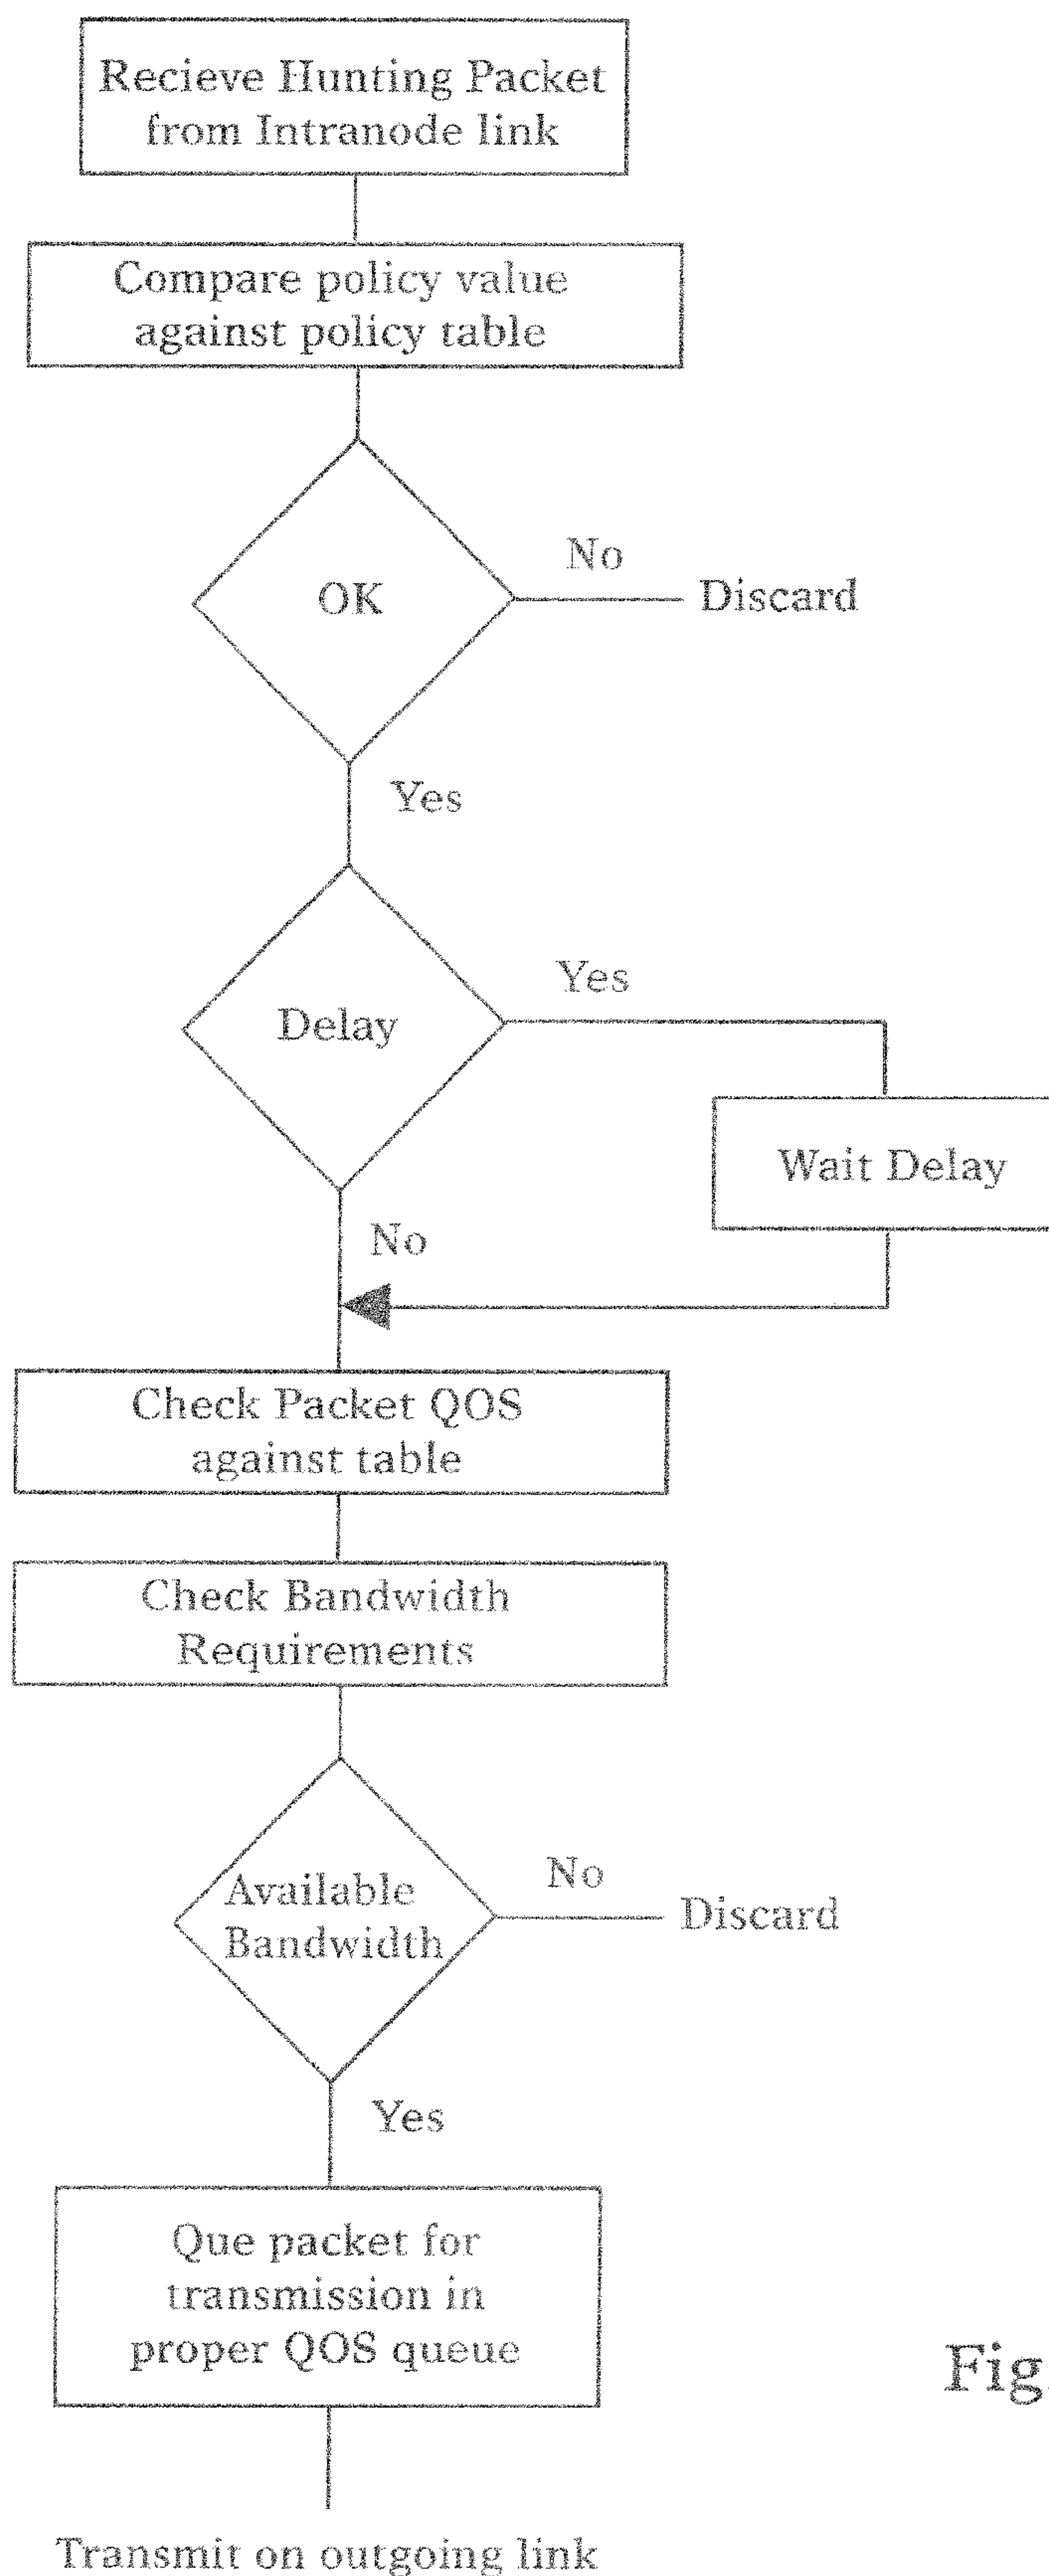 Recieve Hunting Packet
from Intranode link
Compare policy value
against policy table
OK
No
Discard
Yes
Delay
Yes
Wait Delay
No
Check Packet QOS
against table
Check Bandwidth
Requirements
Available
Bandwidth
No
Discard
Yes
Que packet for
transmission in
proper QOS queue
Fig.
Transmit on outgoing link